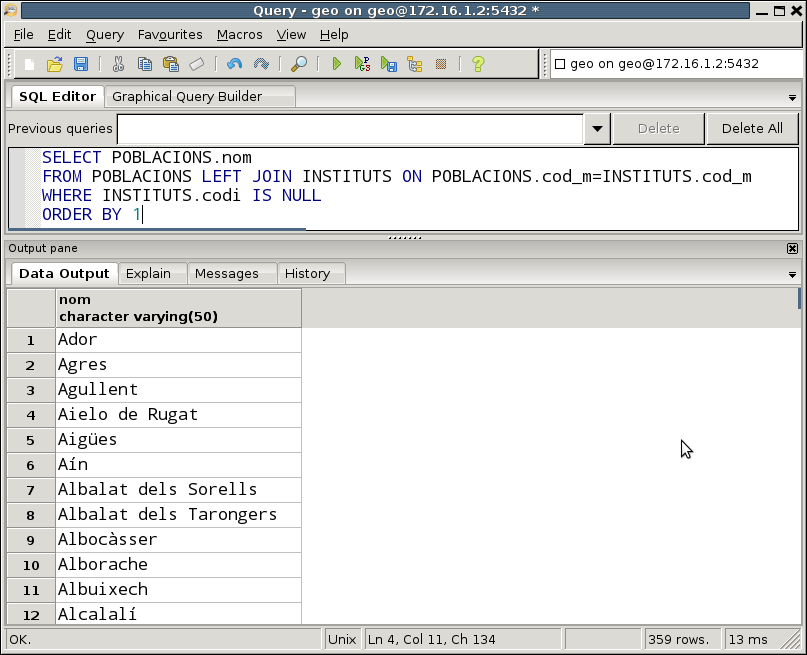 Query - geo on geo@172.16.1.2:5432 *
File Edit Query Favourites Macros View Help
geo on geo@172.16.1.2:5432
SQL Editor Graphical Query Builder
Previous queries Delete Delete All
SELECT POBLACIONS.nom
FROM POBLACIONS LEFT JOIN INSTITUTS ON POBLACIONS.cod_m=INSTITUTS.cod_m
WHERE INSTITUTS.codi IS NULL
ORDER BY 1
Output pane
Data Output Explain Messages History
nom
character varying(50)
1 Ador
2 Agres
3 Agullent
4 Aielo de Rugat
5 Aigües
6 Aín
7 Albalat dels Sorells
8 Albalat dels Tarongers
9 Albocàsser
10 Alborache
11 Albuixech
12 Alcalalí
OK. Unix Ln 4, Col 11, Ch 134 359 rows. 13 ms